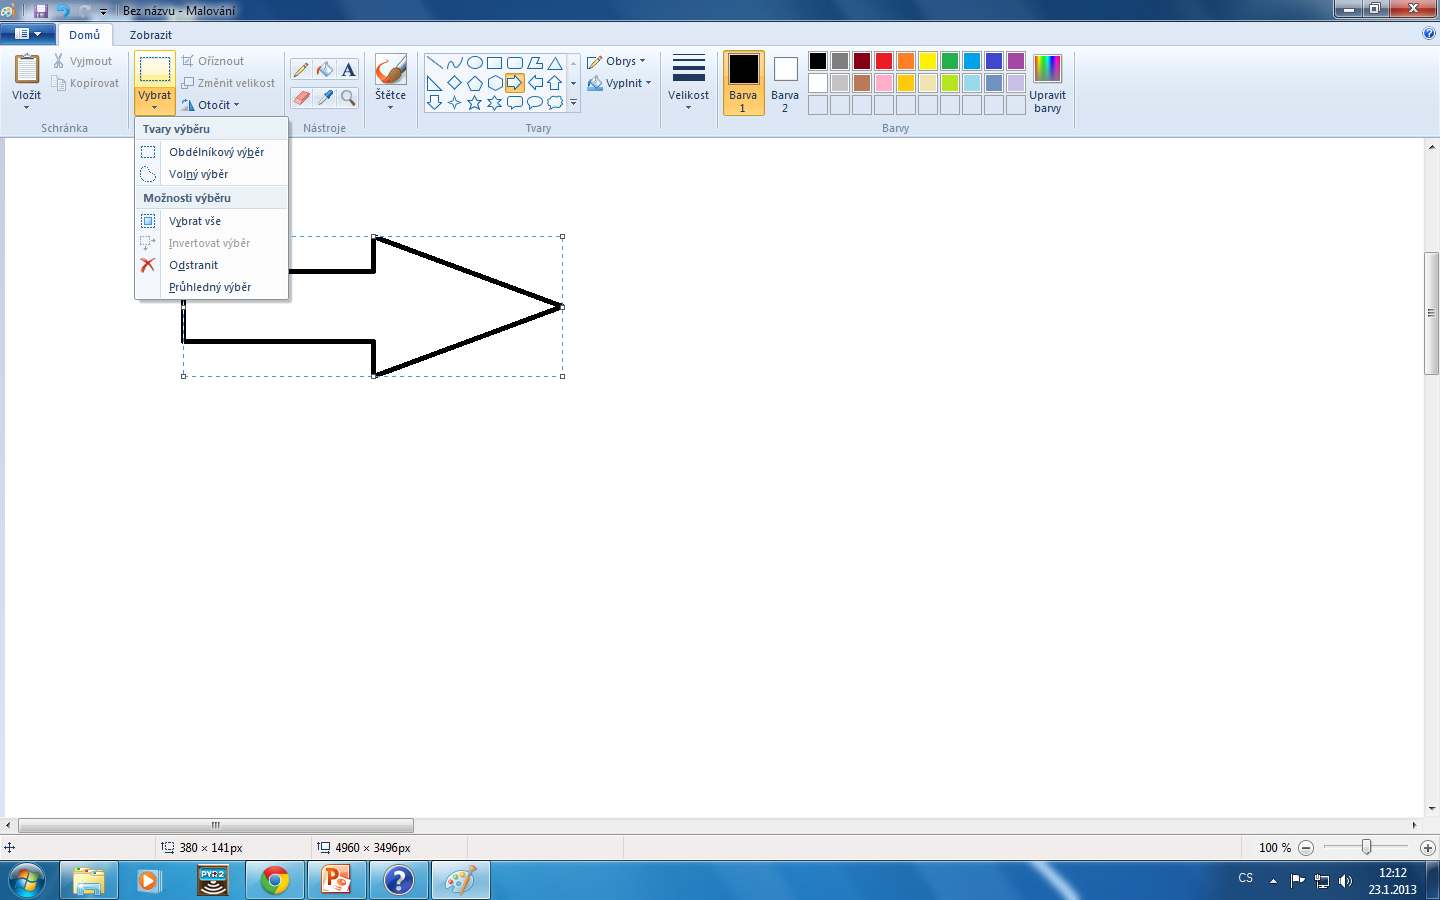 Bez názvu - Malování
Domů
Zobrazit
Vložit
Vyjmout
Kopírovat
Schránka
Vybrat
Oříznout
Změnit velikost
Otočit
A
Nástroje
Štětce
Obrys
Vyplnit
Tvary
Velikost
Barva
1
Barva
2
Upravit
barvy
Barvy
Tvary výběru
Obdélníkový výběr
Volný výběr
Možnosti výběru
Vybrat vše
Invertovat výběr
Odstranit
Průhledný výběr
380 × 141px
4960 × 3496px
100 %
PYR2
P
?
CS
12:12
23.1.2013